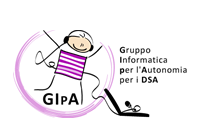 Gruppo
Informatica
per l'Autonomia
per i DSA
GIpA